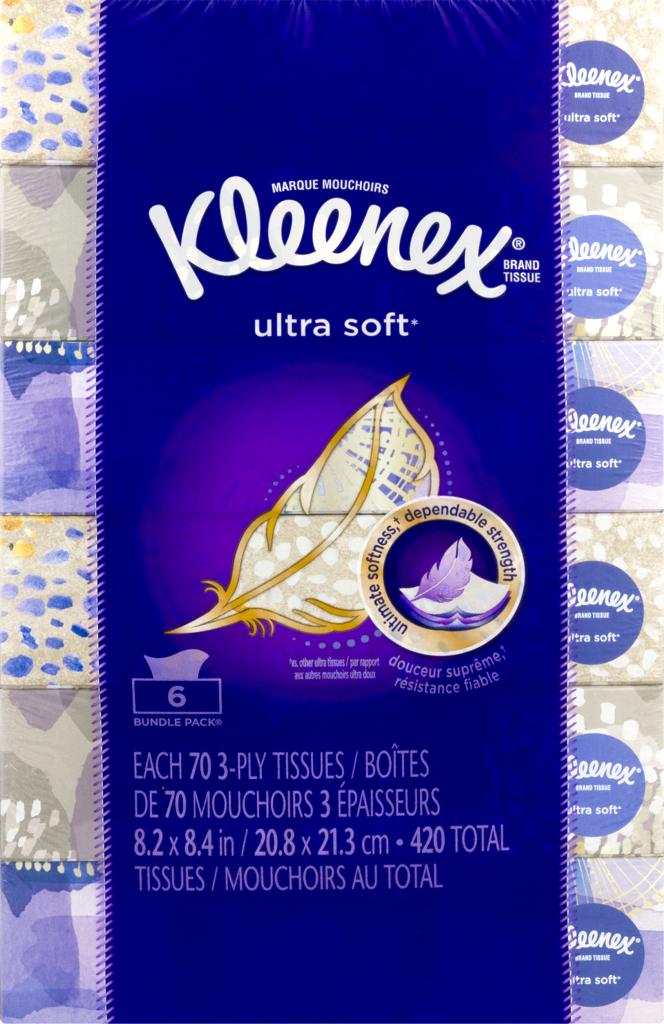 MARQUE MOUCHOIRS
Kleenex®
BRAND
TISSUE
ultra soft*
ultimate softness,† dependable strength
douceur suprême,†
résistance fiable
*vs. other ultra tissues / par rapport
aux autres mouchoirs ultra doux
6
BUNDLE PACK®
EACH 70 3-PLY TISSUES / BOÎTES
DE 70 MOUCHOIRS 3 ÉPAISSEURS
8.2 x 8.4 in / 20.8 x 21.3 cm • 420 TOTAL
TISSUES / MOUCHOIRS AU TOTAL
Kleenex®
BRAND TISSUE
ultra soft*
Kleenex®
BRAND TISSUE
ultra soft*
Kleenex®
BRAND TISSUE
ultra soft*
Kleenex®
BRAND TISSUE
ultra soft*
Kleenex®
BRAND TISSUE
ultra soft*
Kleenex®
BRAND TISSUE
ultra soft*